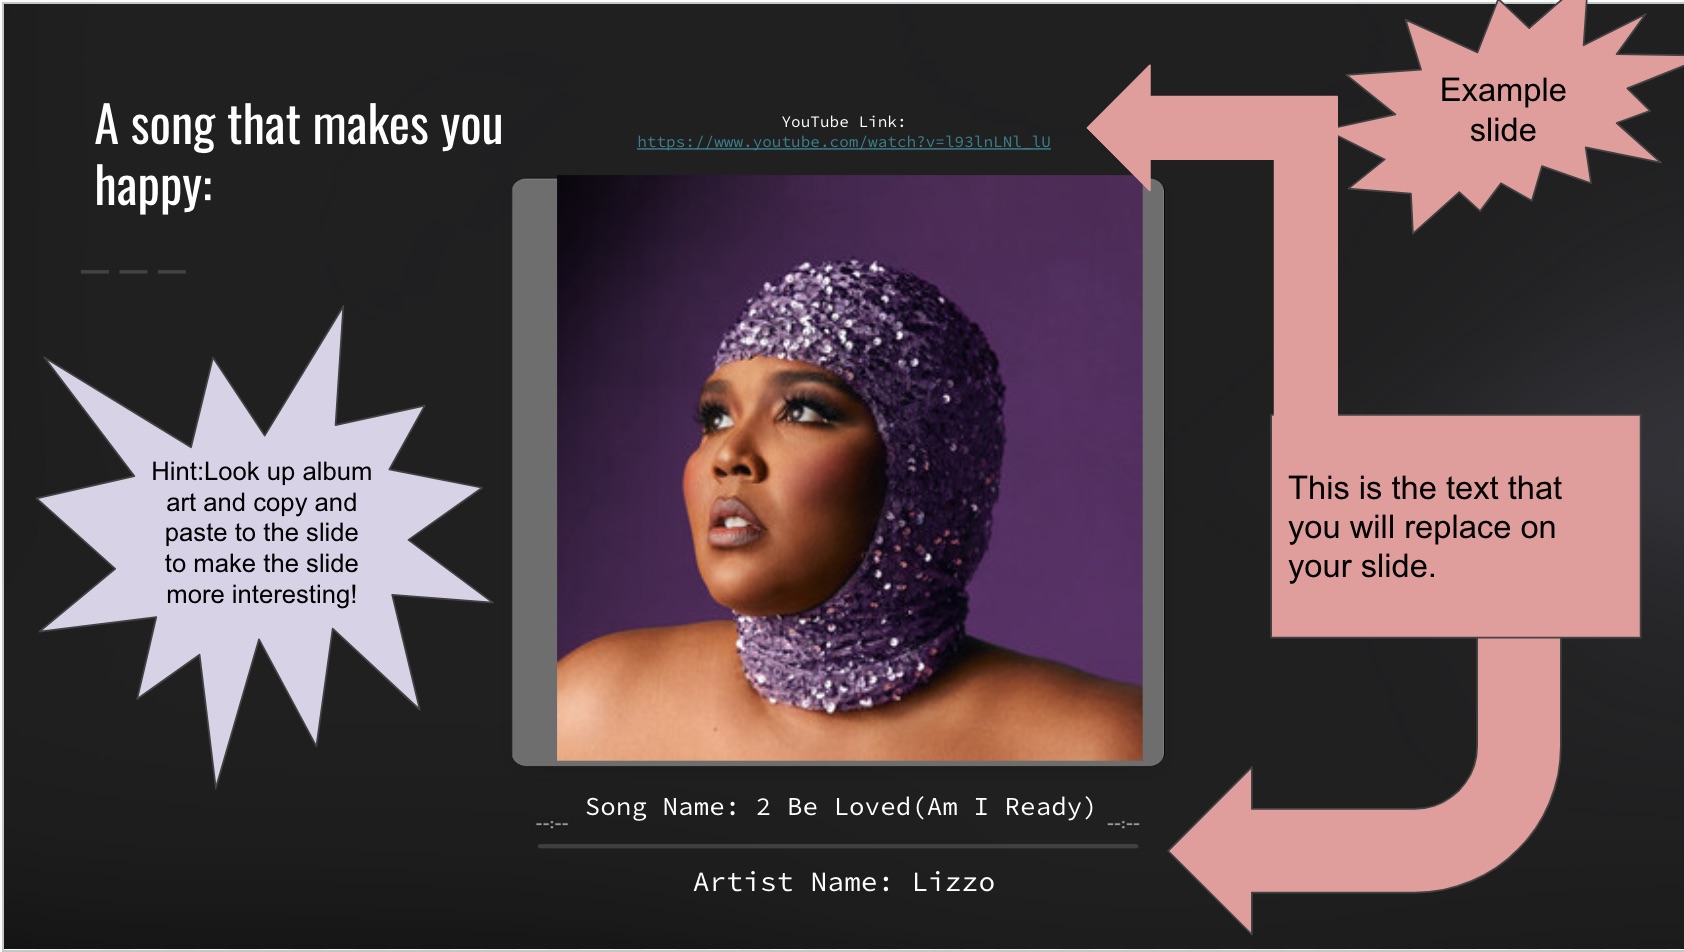 A song that makes you
happy:
YouTube Link:
https://www.youtube.com/watch?v=l93lnLNl_lU
Example
slide
Hint:Look up album
art and copy and
paste to the slide
to make the slide
more interesting!
This is the text that
you will replace on
your slide.
Song Name: 2 Be Loved(Am I Ready)
--:--
--:--
Artist Name: Lizzo